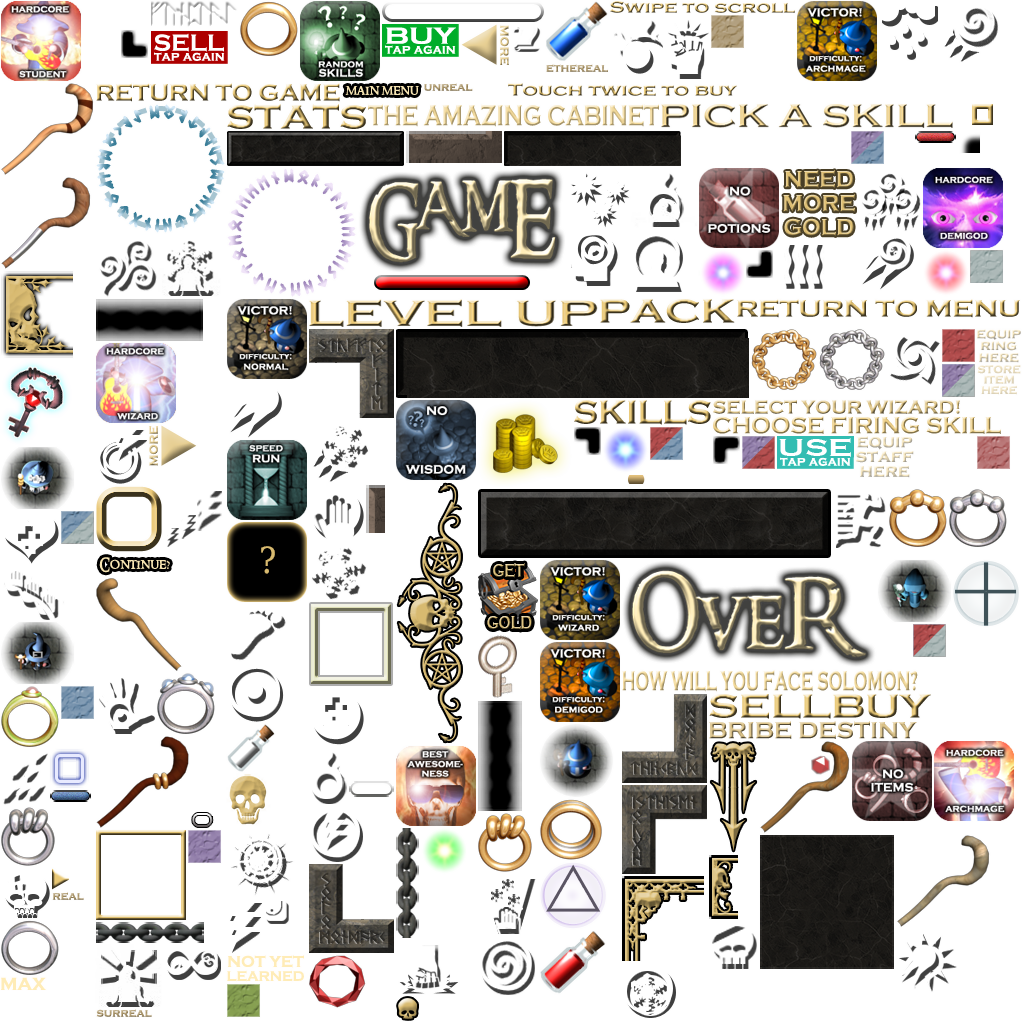 HARDCORE
STUDENT
SELL
TAP AGAIN
???
RANDOM
SKILLS
BUY
TAP AGAIN
MORE
ETHEREAL
SWIPE TO SCROLL
VICTOR!
DIFFICULTY:
ARCHMAGE
RETURN TO GAME
MAIN MENU
UNREAL
TOUCH TWICE TO BUY
STATS
THE AMAZING CABINET
PICK A SKILL
GAME
NO
POTIONS
NEED
MORE
GOLD
HARDCORE
DEMIGOD
VICTOR!
DIFFICULTY:
NORMAL
LEVEL UP
PACK
RETURN TO MENU
EQUIP
RING
HERE
STORE
ITEM
HERE
HARDCORE
WIZARD
MORE
NO
WISDOM
SKILLS
SELECT YOUR WIZARD!
CHOOSE FIRING SKILL
USE
TAP AGAIN
EQUIP
STAFF
HERE
SPEED
RUN
CONTINUE?
?
GET
GOLD
VICTOR!
DIFFICULTY:
WIZARD
OVER
VICTOR!
DIFFICULTY:
DEMIGOD
HOW WILL YOU FACE SOLOMON?
SELL
BUY
BRIBE DESTINY
BEST
AWESOME-
NESS
NO
ITEMS
HARDCORE
ARCHMAGE
REAL
MAX
NOT YET
LEARNED
SURREAL